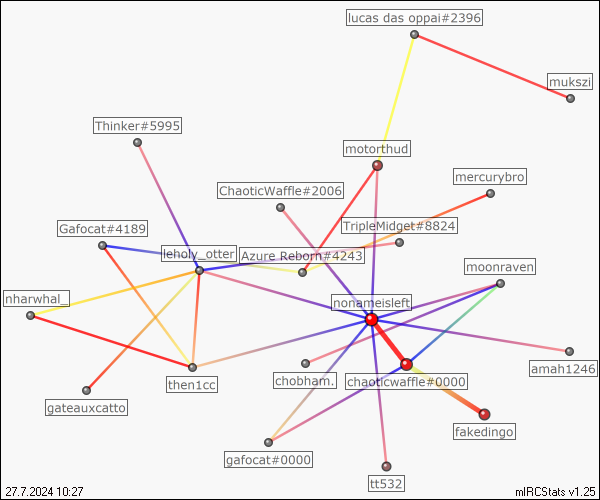 lucas das oppai#2396
mukszi
Thinker#5995
motorthud
mercurybro
ChaoticWaffle#2006
Gafocat#4189
TripleMidget#8824
leholy_otter
Azure Reborn#4243
moonraven
nharwhal_
nonameisleft
then1cc
chobham.
chaoticwaffle#0000
amah1246
gateauxcatto
fakedingo
gafocat#0000
tt532
27.7.2024 10:27
mIRCStats v1.25